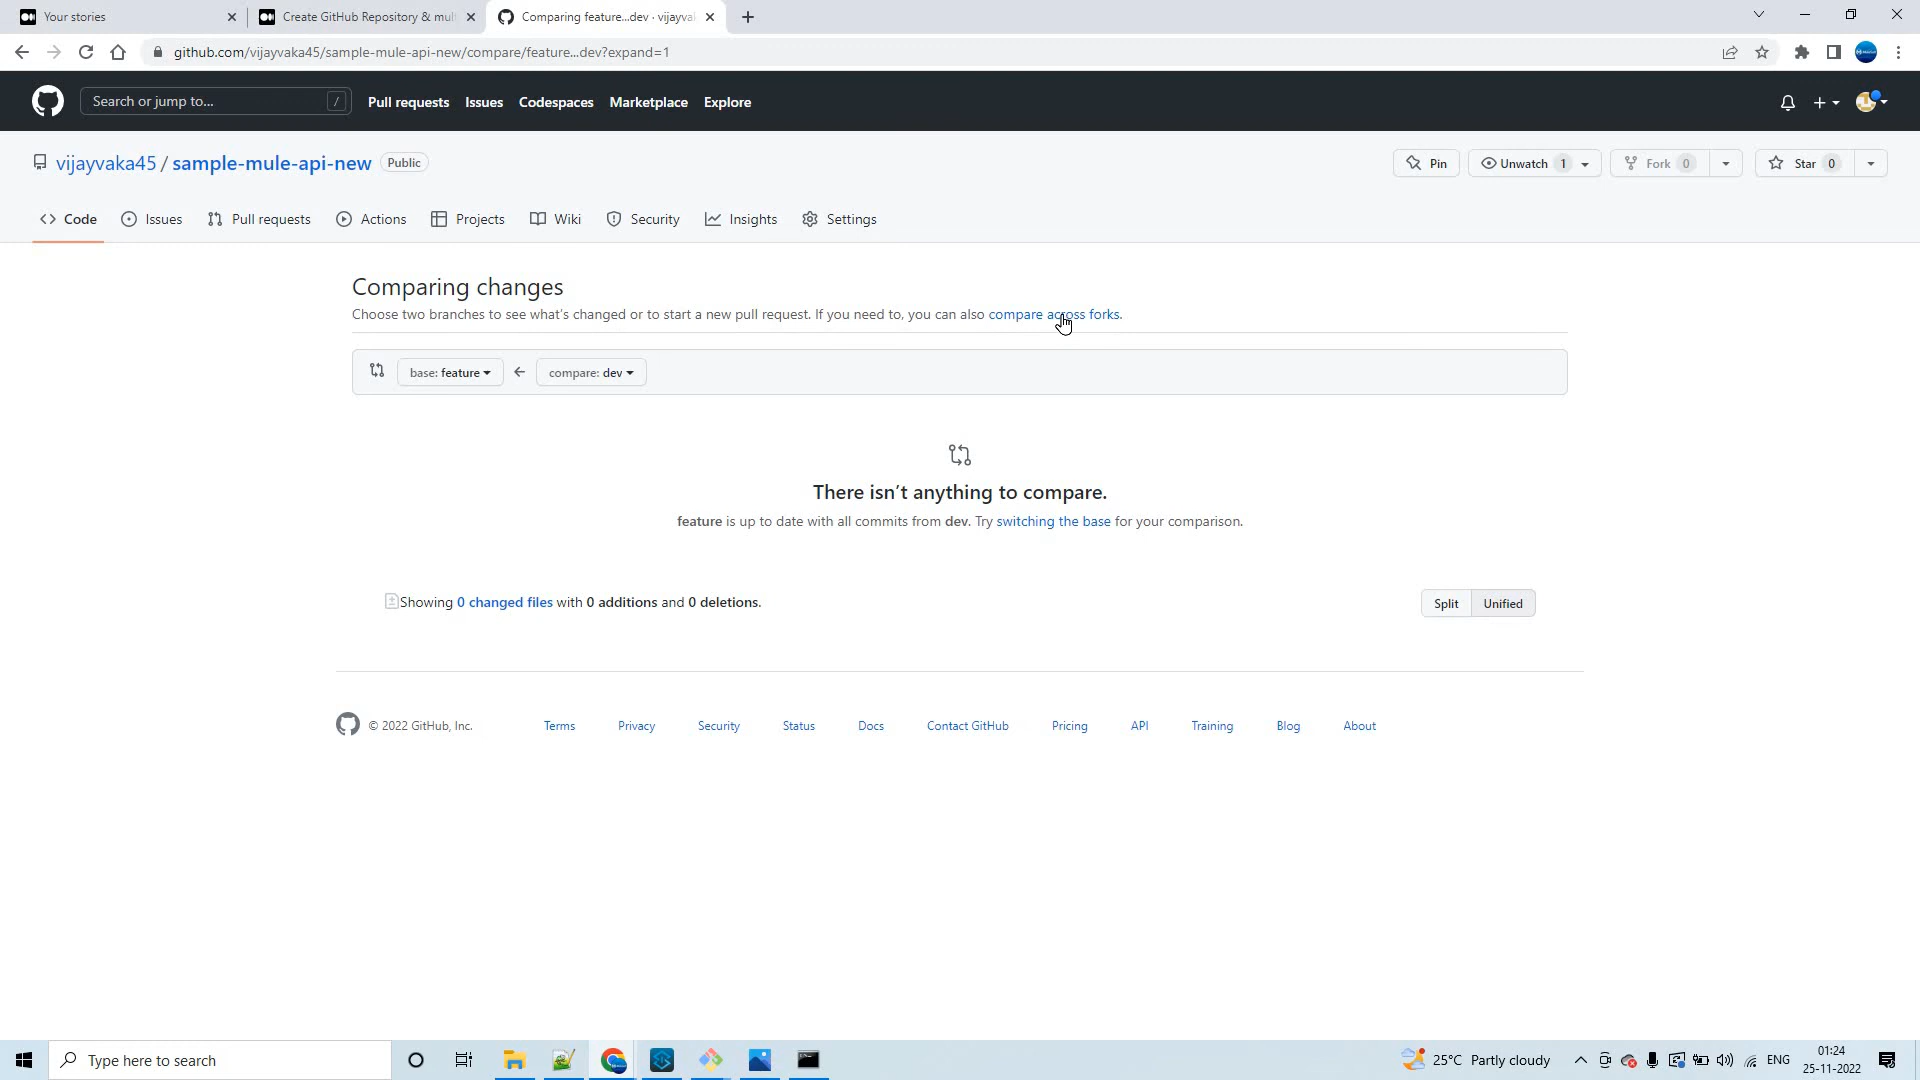 Your stories
Create GitHub Repository & mul
Comparing feature...dev · vijayva
github.com/vijayvaka45/sample-mule-api-new/compare/feature...dev?expand=1
Search or jump to... /
Pull requests Issues Codespaces Marketplace Explore
vijayvaka45 / sample-mule-api-new Public
Pin Unwatch 1 Fork 0 Star 0
Code Issues Pull requests Actions Projects Wiki Security Insights Settings
Comparing changes
Choose two branches to see what's changed or to start a new pull request. If you need to, you can also compare across forks.
base: feature compare: dev
There isn't anything to compare.
feature is up to date with all commits from dev. Try switching the base for your comparison.
Showing 0 changed files with 0 additions and 0 deletions.
Split Unified
© 2022 GitHub, Inc. Terms Privacy Security Status Docs Contact GitHub Pricing API Training Blog About
Type here to search
25°C Partly cloudy
ENG
01:24
25-11-2022